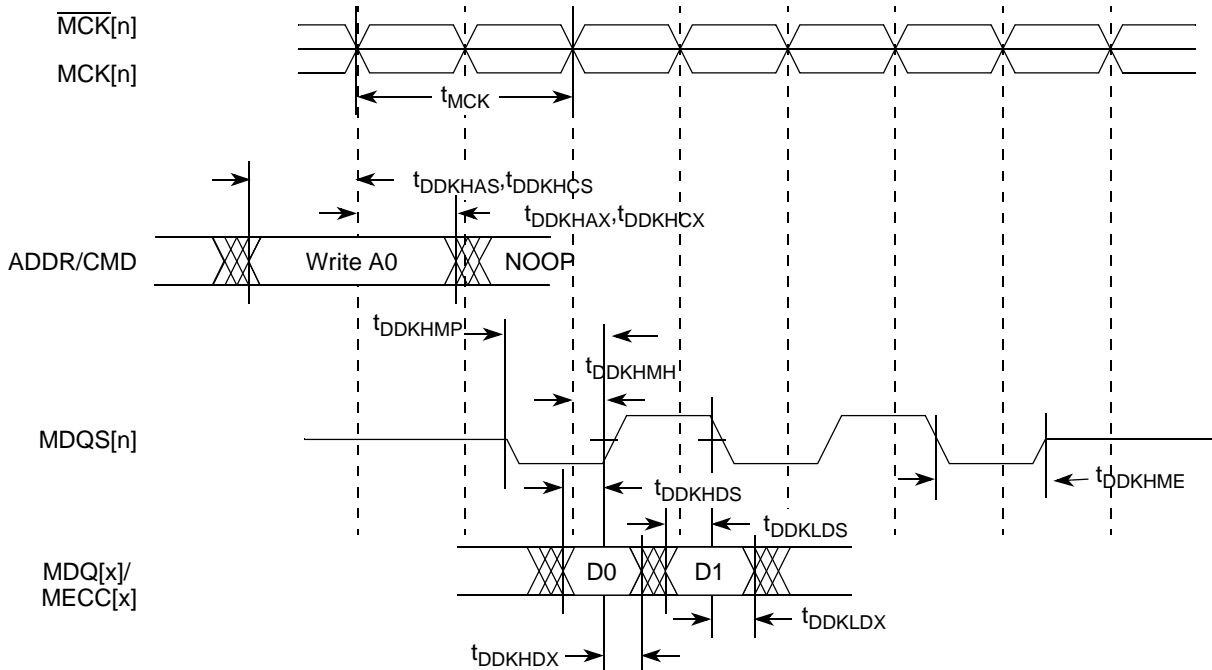 MCK[n]
MCK[n]
tMCK
tDDKHAS,tDDKHCS
tDDKHAX,tDDKHCX
ADDR/CMD
Write A0
NOOP
tDDKHMP
tDDKHMH
MDQS[n]
tDDKHME
tDDKHDS
tDDKLDS
MDQ[x]/
MECC[x]
D0
D1
tDDKLDX
tDDKHDX